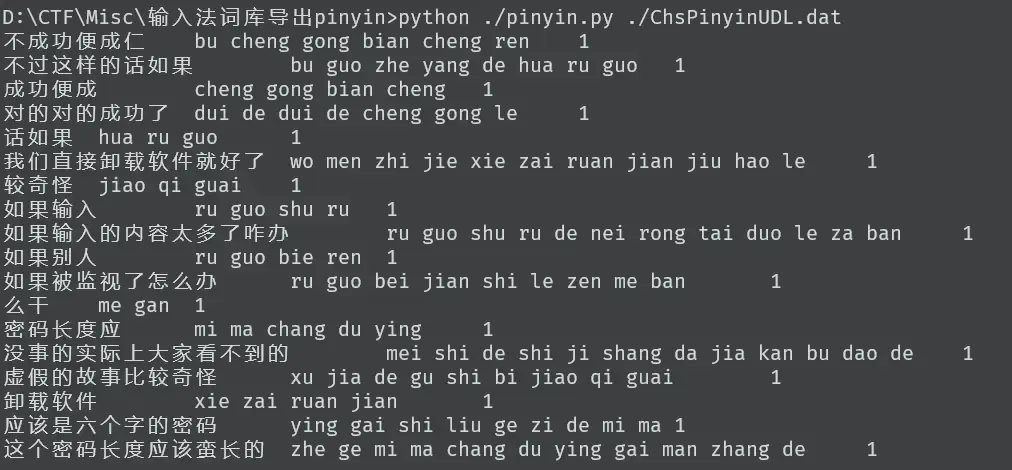 D:\CTF\Misc\输入法词库导出pinyin>python ./pinyin.py ./ChsPinyinUDL.dat
不成功便成仁 bu cheng gong bian cheng ren 1
不过这样的话如果 bu guo zhe yang de hua ru guo 1
成功便成 cheng gong bian cheng 1
对的对的成功了 dui de dui de cheng gong le 1
话如果 hua ru guo 1
我们直接卸载软件就好了 wo men zhi jie xie zai ruan jian jiu hao le 1
较奇怪 jiao qi guai 1
如果输入 ru guo shu ru 1
如果输入的内容太多了咋办 ru guo shu ru de nei rong tai duo le za ban 1
如果别人 ru guo bie ren 1
如果被监视了怎么办 ru guo bei jian shi le zen me ban 1
么干 me gan 1
密码长度应 mi ma chang du ying 1
没事的实际上大家看不到的 mei shi de shi ji shang da jia kan bu dao de 1
虚假的故事比较奇怪 xu jia de gu shi bi jiao qi guai 1
卸载软件 xie zai ruan jian 1
应该是六个字的密码 ying gai shi liu ge zi de mi ma 1
这个密码长度应该蛮长的 zhe ge mi ma chang du ying gai man zhang de 1